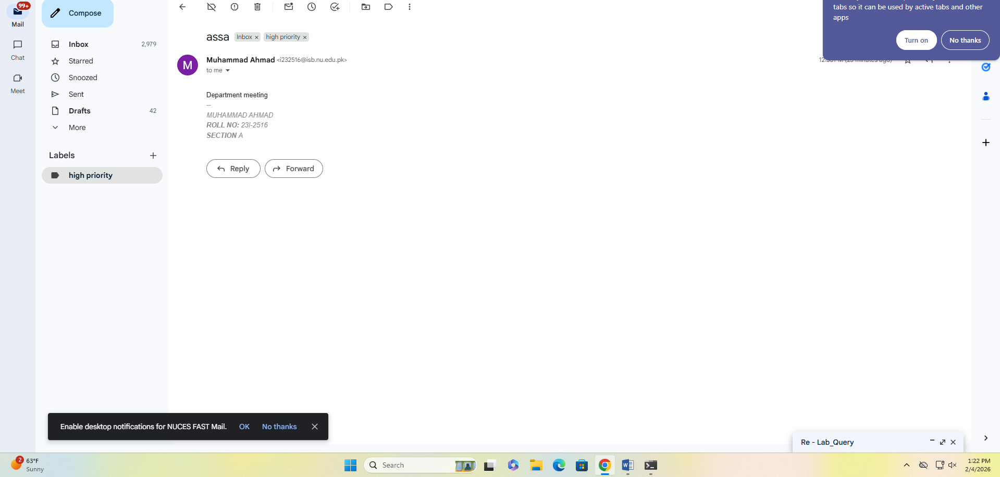 99+
Mail
Chat
Meet
Compose
Inbox 2,979
Starred
Snoozed
Sent
Drafts 42
More
Labels
high priority
assa Inbox × high priority ×
M
Muhammad Ahmad <i232516@isb.nu.edu.pk>
to me
Department meeting
--
MUHAMMAD AHMAD
ROLL NO: 23I-2516
SECTION A
Reply Forward
tabs so it can be used by active tabs and other
apps
Turn on No thanks
Enable desktop notifications for NUCES FAST Mail. OK No thanks
Re - Lab_Query
2
63°F
Sunny
Search
1:22 PM
2/4/2026